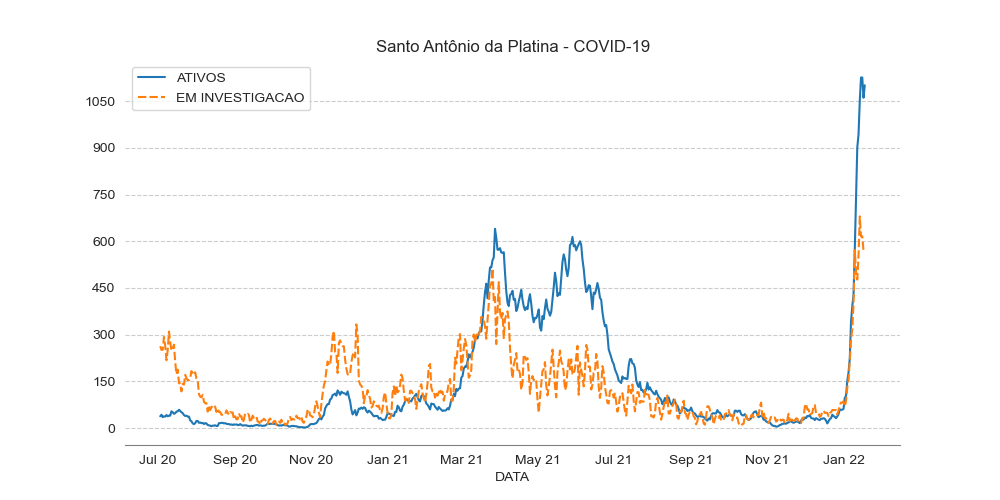 Santo Antônio da Platina - COVID-19
ATIVOS
EM INVESTIGACAO
1050
900
750
600
450
300
150
0
Jul 20 Sep 20 Nov 20 Jan 21 Mar 21 May 21 Jul 21 Sep 21 Nov 21 Jan 22
DATA